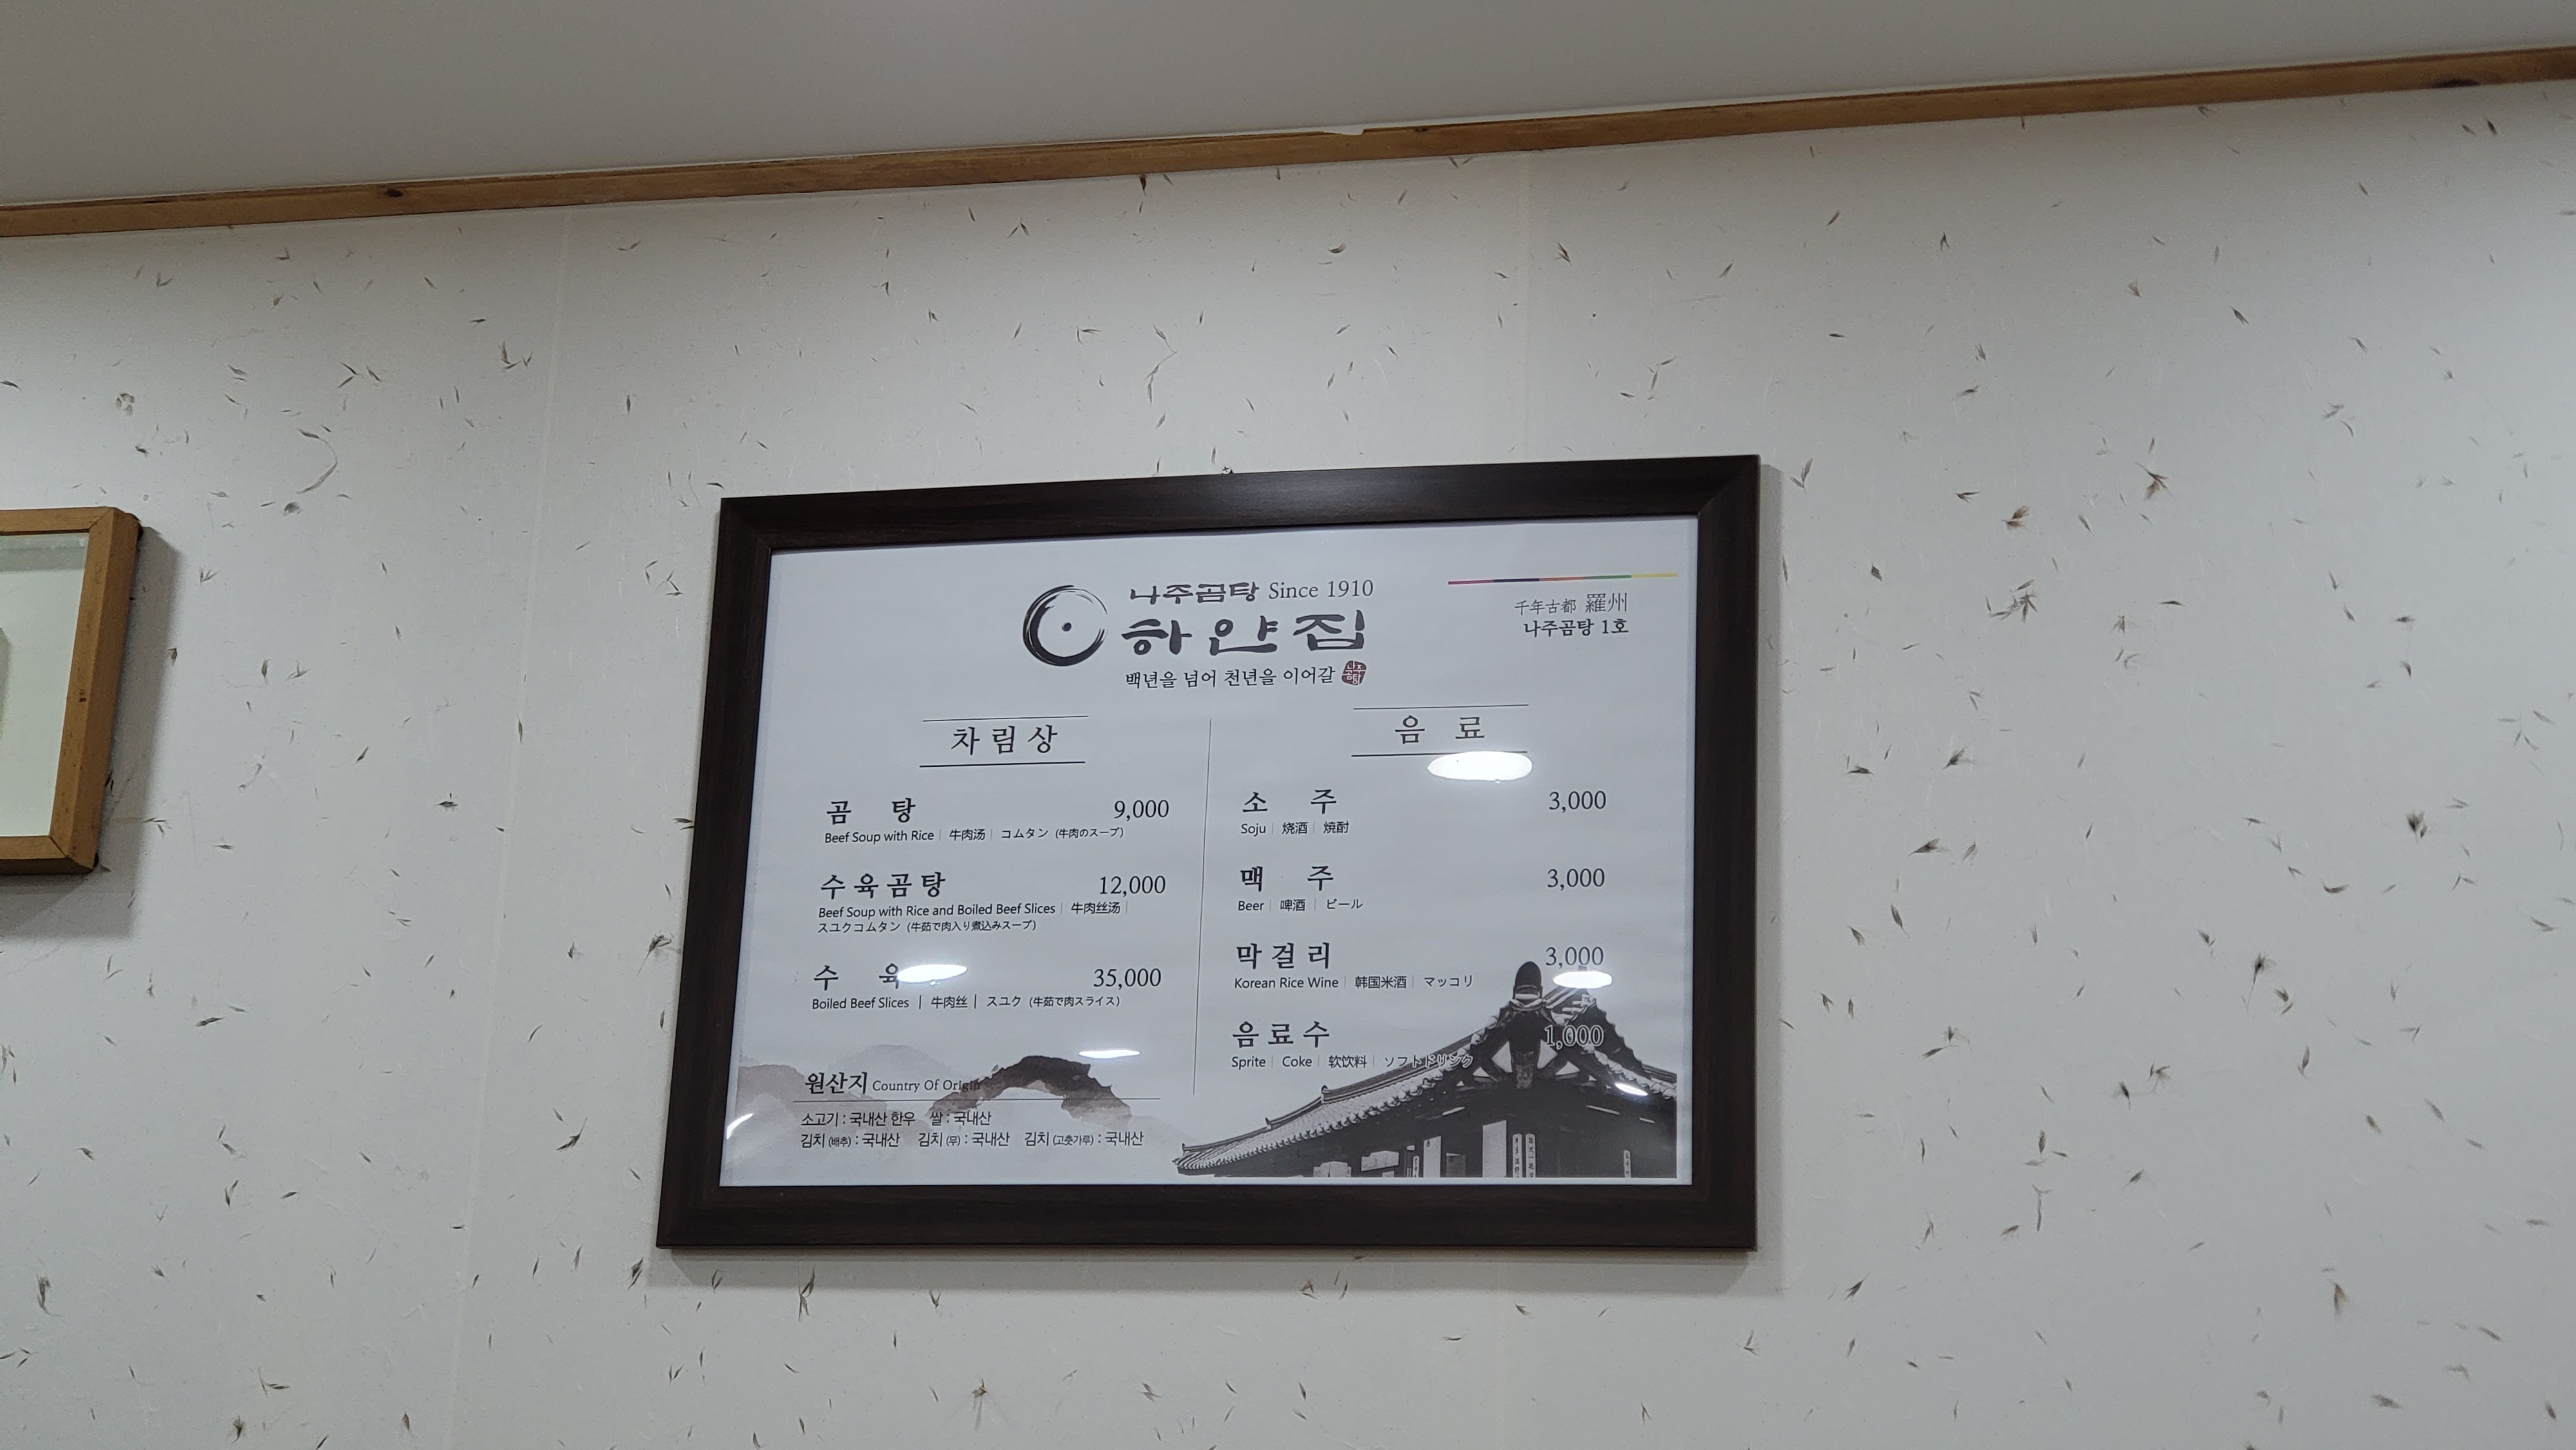 나주곰탕 Since 1910
하얀집
백년을 넘어 천년을 이어갈 나주곰탕
千年古都 羅州
나주곰탕 1호
차림상
곰탕 9,000
Beef Soup with Rice | 牛肉汤 | コムタン (牛肉のスープ)
수육곰탕 12,000
Beef Soup with Rice and Boiled Beef Slices | 牛肉丝汤 |
スユクコムタン (牛茹で肉入り煮込みスープ)
수육 35,000
Boiled Beef Slices | 牛肉丝 | スユク (牛茹で肉スライス)
원산지 Country Of Origin
소고기 : 국내산 한우 쌀 : 국내산
김치 (배추) : 국내산 김치 (무) : 국내산 김치 (고춧가루) : 국내산
음료
소주 3,000
Soju | 烧酒 | 焼酎
맥주 3,000
Beer | 啤酒 | ビール
막걸리 3,000
Korean Rice Wine | 韩国米酒 | マッコリ
음료수 1,000
Sprite | Coke | 软饮料 | ソフトドリンク